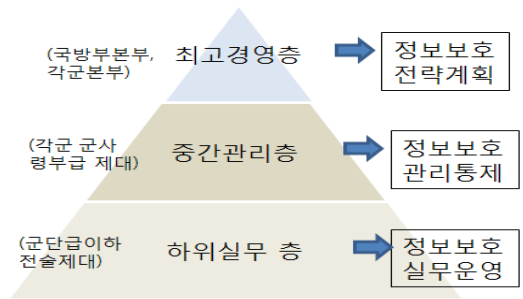 (국방부본부,
각군본부)
최고경영층
정보보호
전략계획
(각군 군사
령부급 제대)
중간관리층
정보보호
관리통제
(군단급이하
전술제대)
하위실무 층
정보보호
실무운영